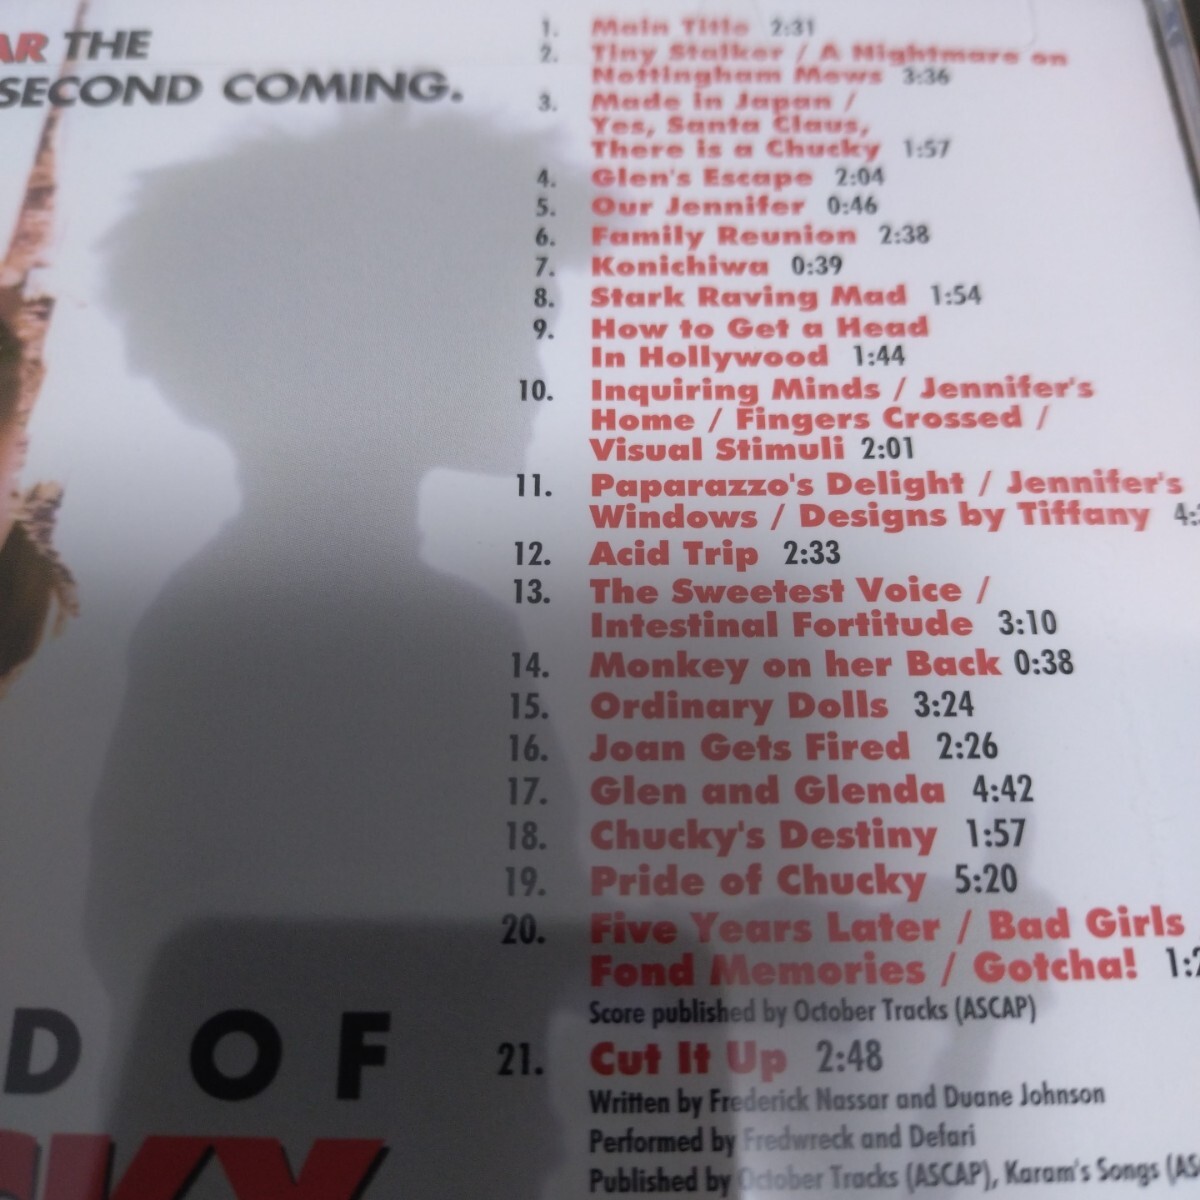 AR THE
SECOND COMING.
1. Main Title 2:31
2. Tiny Stalker / A Nightmare on
Nottingham Mews 3:36
3. Made in Japan /
Yes, Santa Claus,
There is a Chucky 1:57
4. Glen's Escape 2:04
5. Our Jennifer 0:46
6. Family Reunion 2:38
7. Konichiwa 0:39
8. Stark Raving Mad 1:54
9. How to Get a Head
In Hollywood 1:44
10. Inquiring Minds / Jennifer's
Home / Fingers Crossed /
Visual Stimuli 2:01
11. Paparazzo's Delight / Jennifer's
Windows / Designs by Tiffany 4:
12. Acid Trip 2:33
13. The Sweetest Voice /
Intestinal Fortitude 3:10
14. Monkey on her Back 0:38
15. Ordinary Dolls 3:24
16. Joan Gets Fired 2:26
17. Glen and Glenda 4:42
18. Chucky's Destiny 1:57
19. Pride of Chucky 5:20
20. Five Years Later / Bad Girls
Fond Memories / Gotcha! 1:2
Score published by October Tracks (ASCAP)
21. Cut It Up 2:48
Written by Frederick Nassar and Duane Johnson
Performed by Fredwreck and Defari
Published by October Tracks (ASCAP), Karam's Songs (AS
D OF
KY